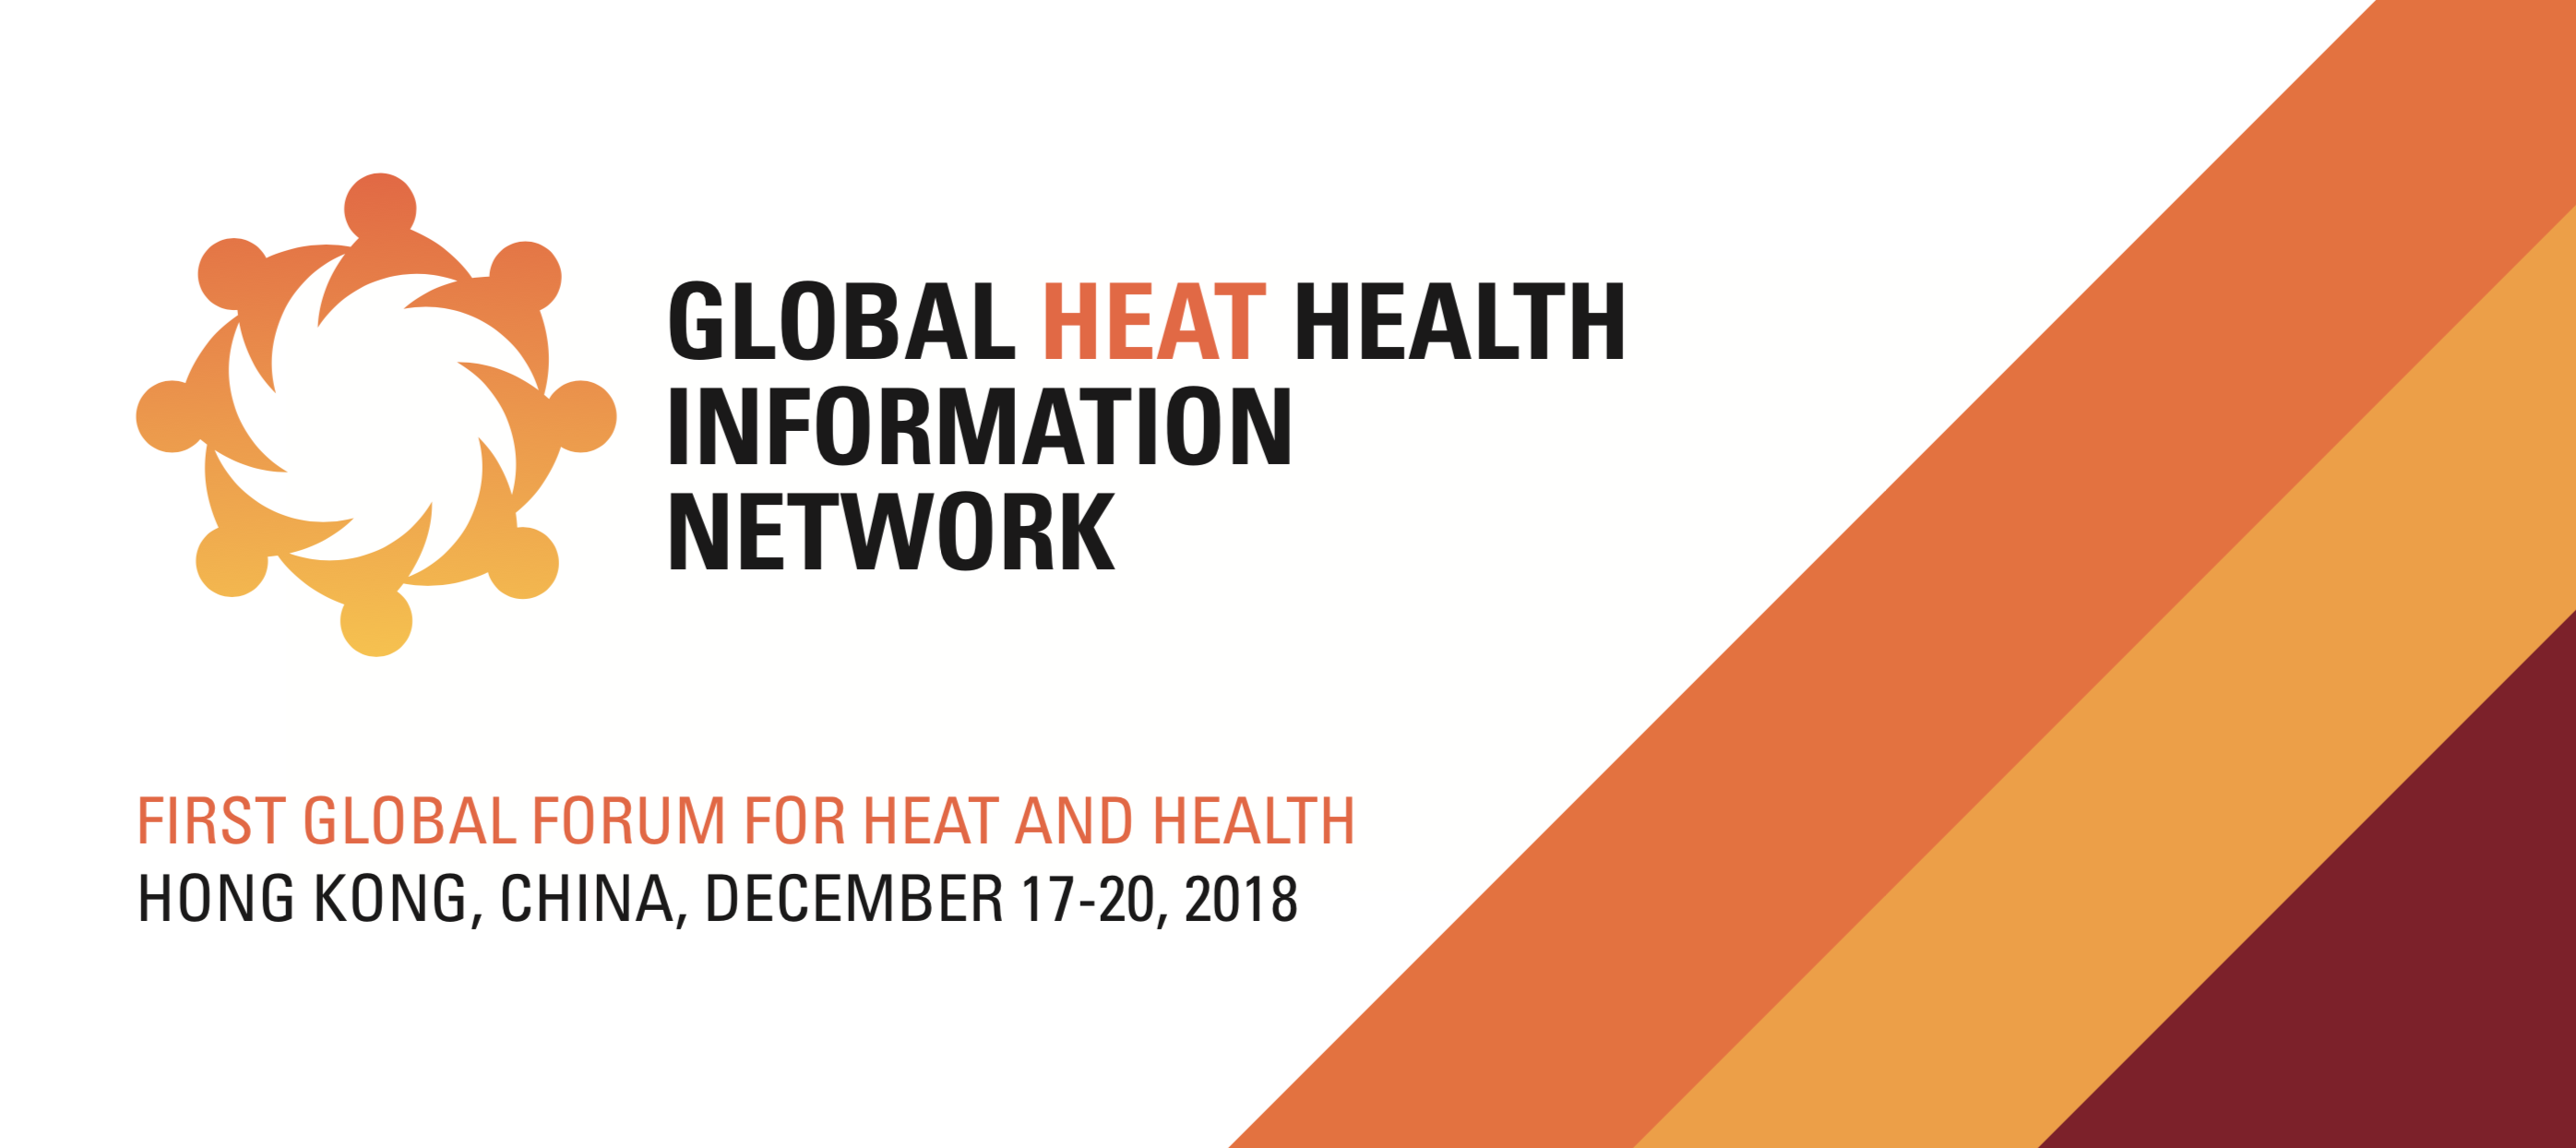 GLOBAL HEAT HEALTH
INFORMATION
NETWORK
FIRST GLOBAL FORUM FOR HEAT AND HEALTH
HONG KONG, CHINA, DECEMBER 17-20, 2018